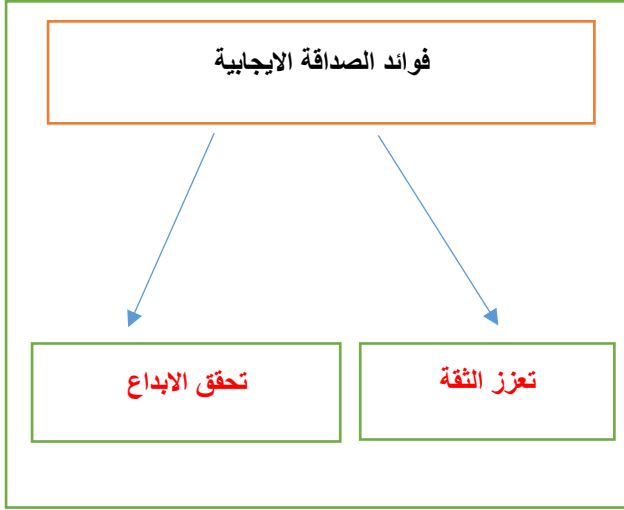 فوائد الصداقة الايجابية
تعزز الثقة
تحقق الابداع